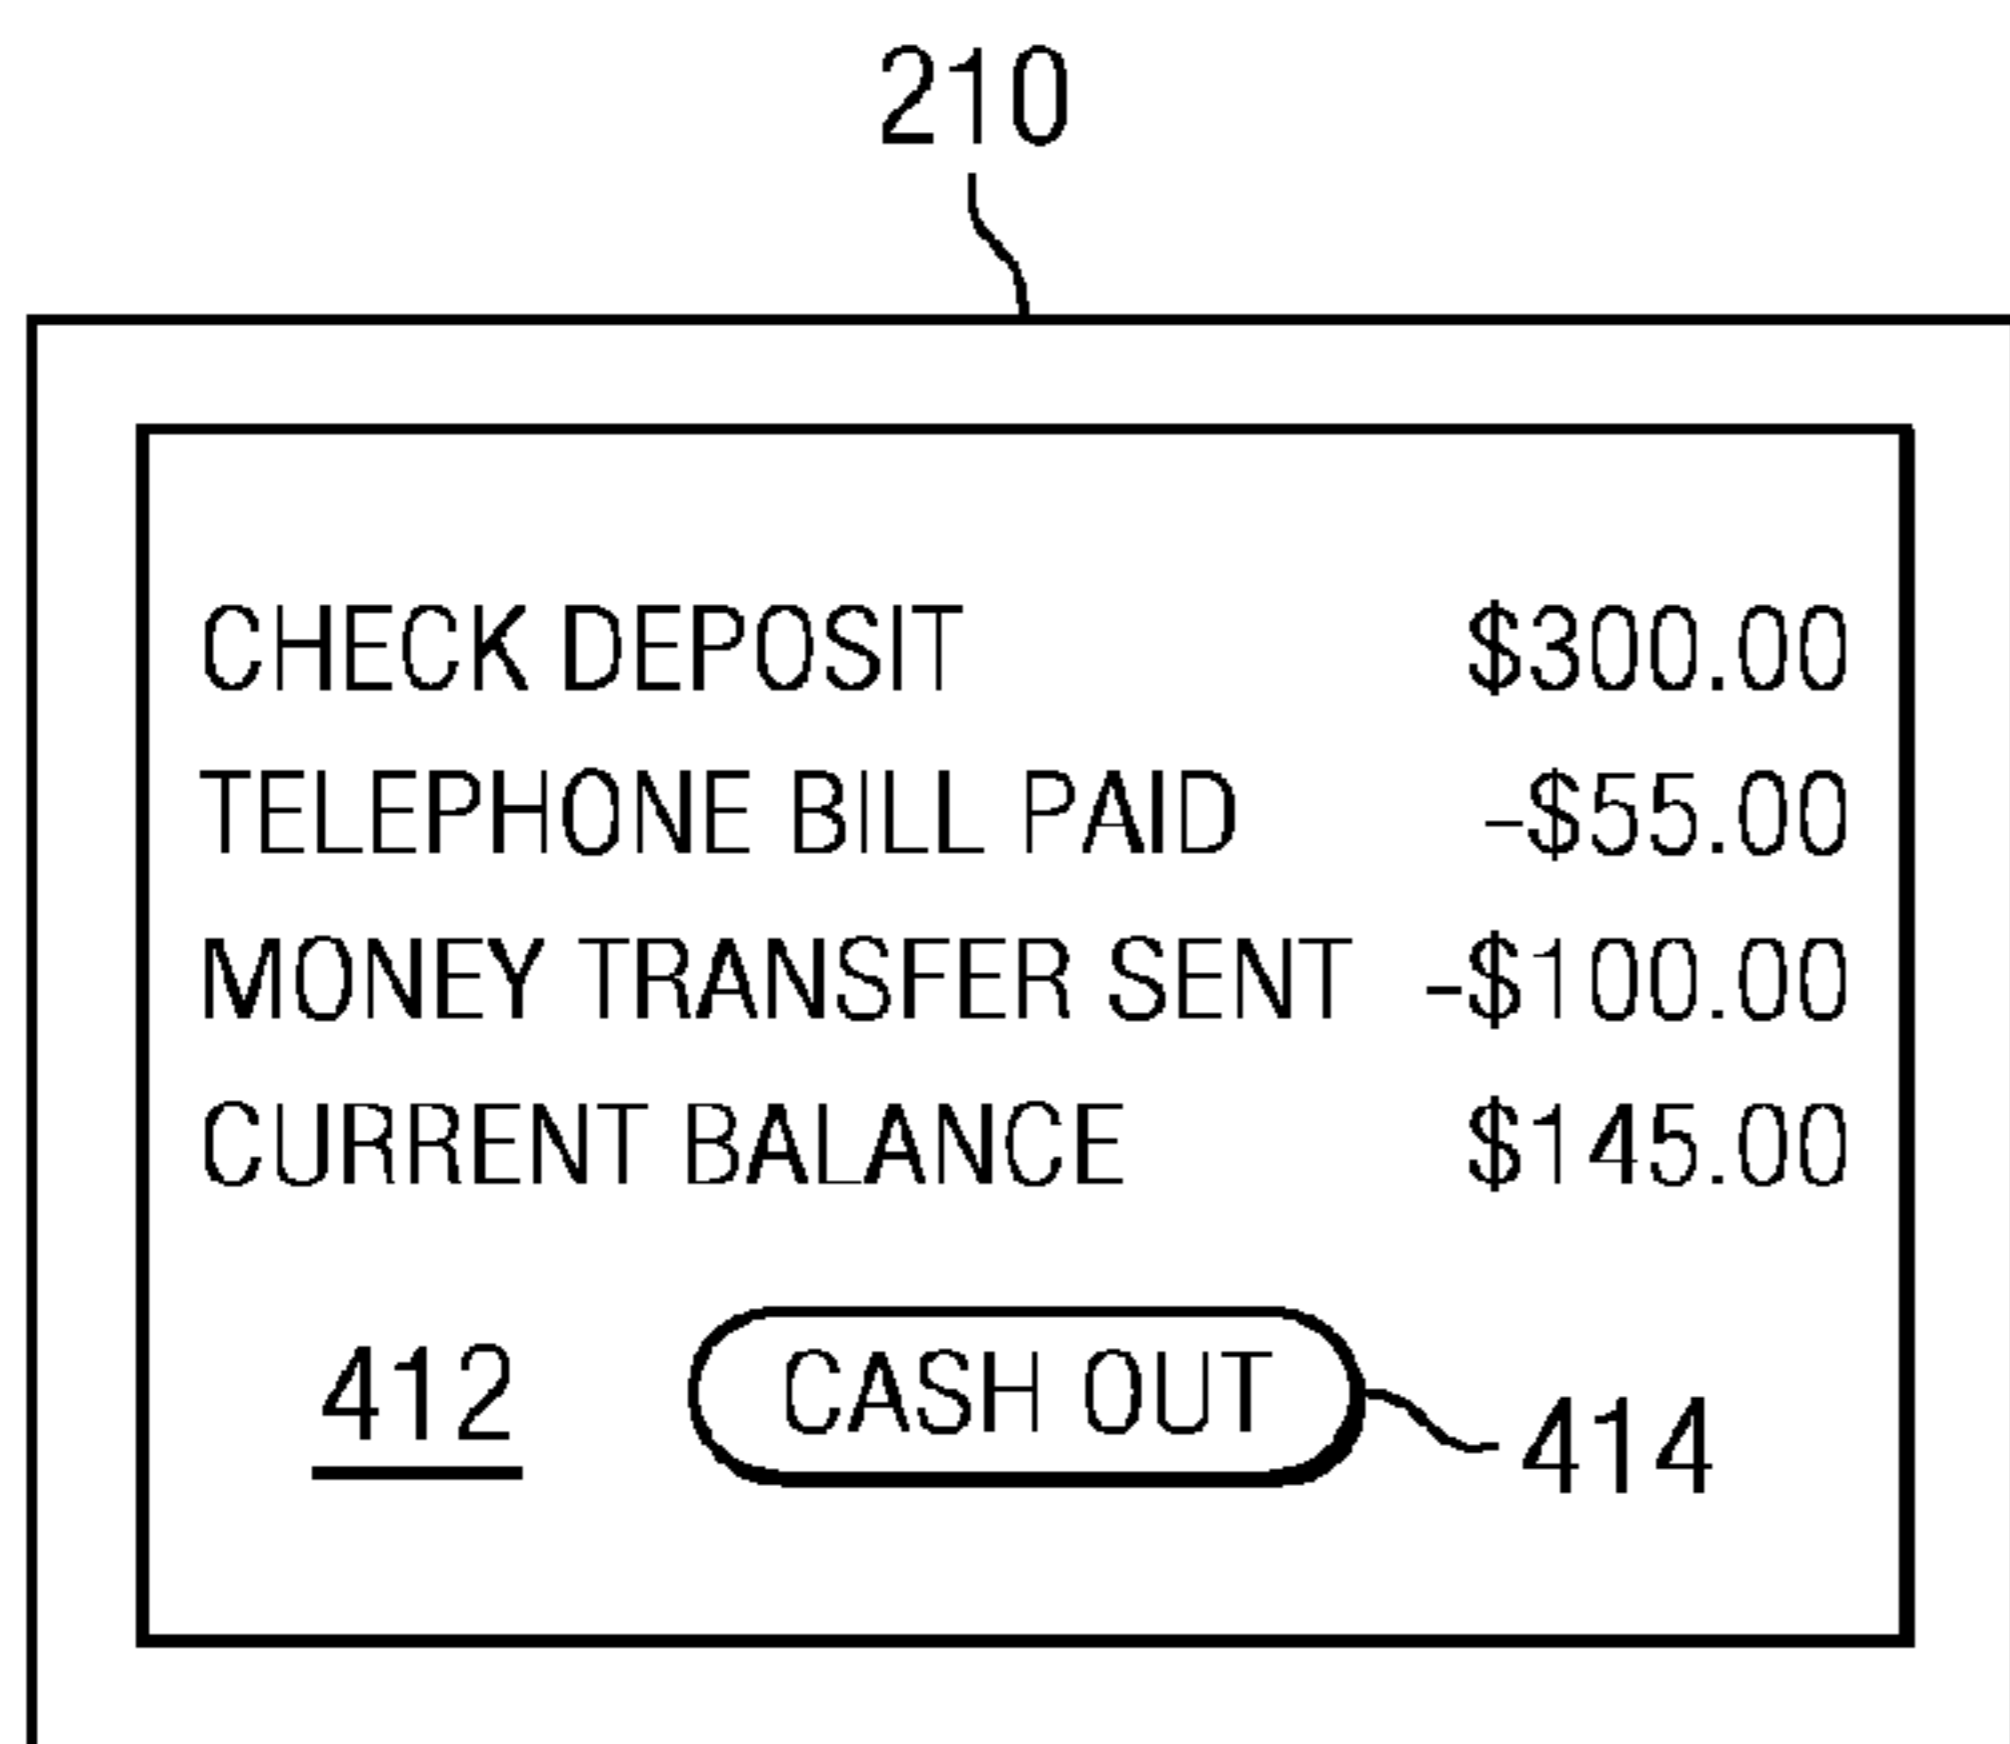 210
CHECK DEPOSIT $300.00
TELEPHONE BILL PAID -$55.00
MONEY TRANSFER SENT -$100.00
CURRENT BALANCE $145.00
412 CASH OUT 414